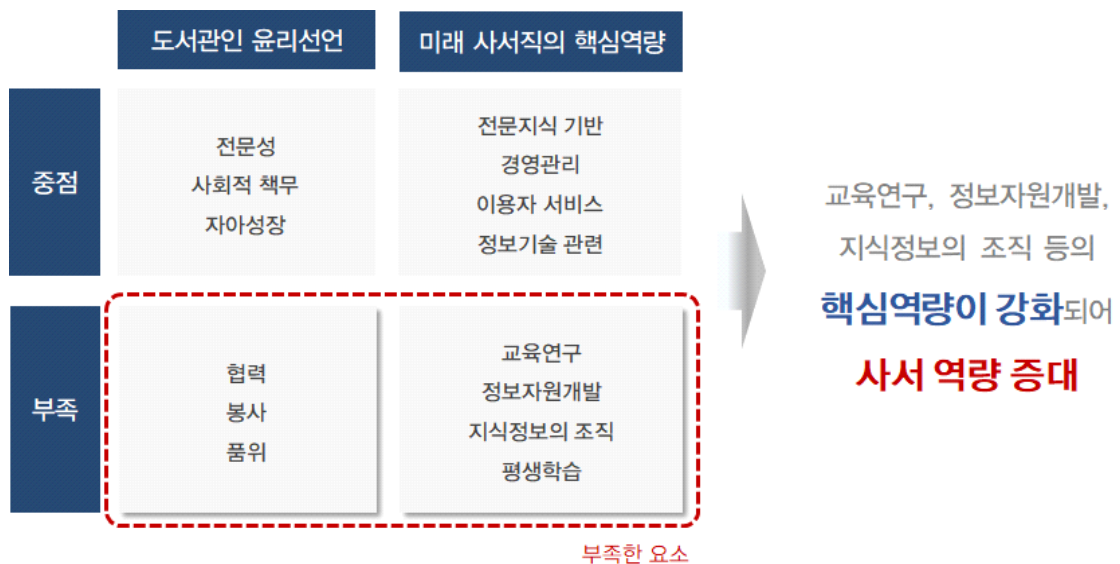 도서관인 윤리선언
미래 사서직의 핵심역량
중점
전문성
사회적 책무
자아성장
전문지식 기반
경영관리
이용자 서비스
정보기술 관련
부족
협력
봉사
품위
교육연구
정보자원개발
지식정보의 조직
평생학습
부족한 요소
교육연구, 정보자원개발,
지식정보의 조직 등의
핵심역량이 강화되어
사서 역량 증대